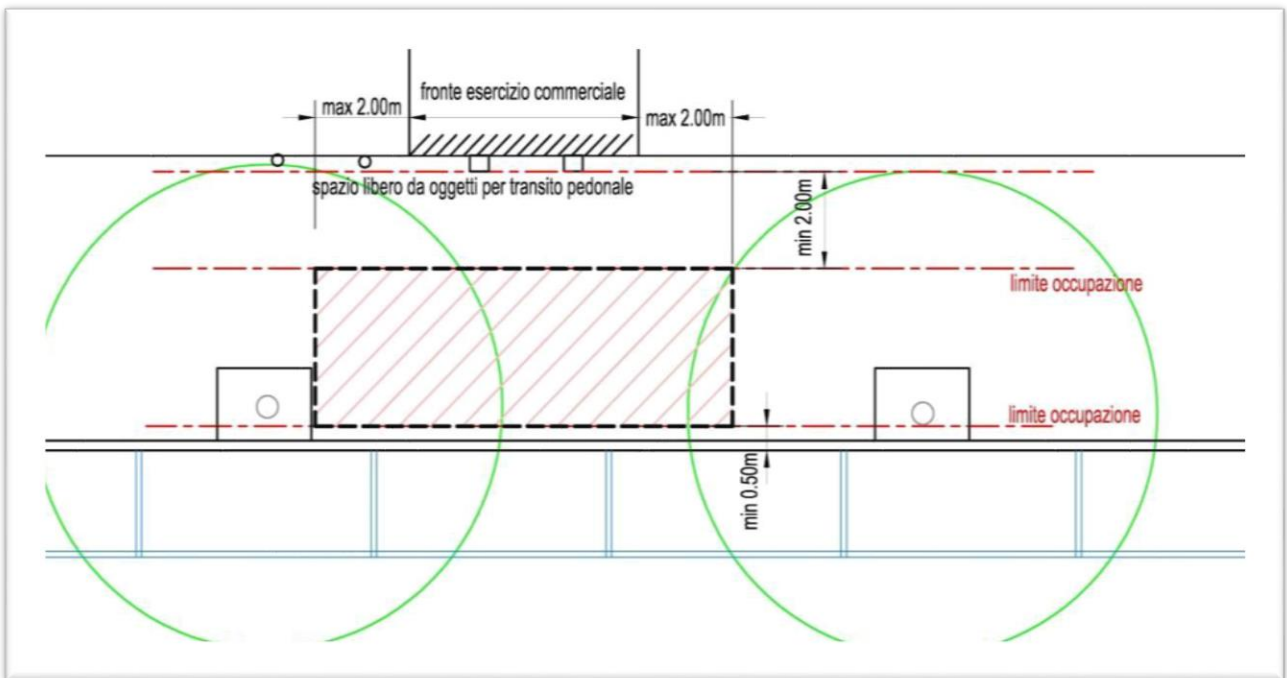 fronte esercizio commerciale
max 2.00m
max 2.00m
spazio libero da oggetti per transito pedonale
min 2.00m
limite occupazione
limite occupazione
min 0.50m